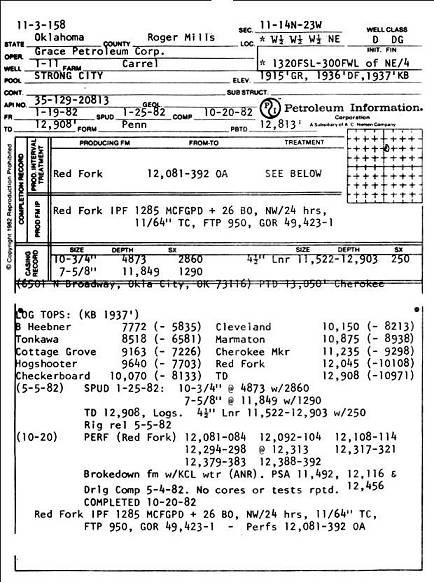 11-3-158
SEC. 11-14N-23W WELL CLASS
STATE Oklahoma COUNTY Roger Mills LOC. * W½ W½ W½ NE D DG
OPER. Grace Petroleum Corp. INIT. FIN
WELL 1-11 FARM Carrel * 1320FSL-300FWL of NE/4
POOL STRONG CITY ELEV. 1915'GR, 1936'DF,1937'KB
CONT. SUB STRUCT.
API NO. 35-129-20813 GEOL
FR 1-19-82 SPUD 1-25-82 COMP 10-20-82 Petroleum Information.
Corporation
A Subsidiary of A. C. Nielsen Company
TD 12,908' FORM Penn PBTD 12,813'
© Copyright 1982 Reproduction Prohibited
COMPLETION RECORD
PROD INTERVAL TREATMENT
PRODUCING FM FROM-TO TREATMENT
Red Fork 12,081-392 OA SEE BELOW
PROD FM IP
Red Fork IPF 1285 MCFGPD + 26 BO, NW/24 hrs,
11/64" TC, FTP 950, GOR 49,423-1
CASING RECORD
SIZE DEPTH SX SIZE DEPTH SX
10-3/4" 4873 2860 4½" Lnr 11,522-12,903 250
7-5/8" 11,849 1290
(6501 N Broadway, Okla City, OK 73116) PTD 13,050' Cherokee
LOG TOPS: (KB 1937')
B Heebner 7772 (- 5835) Cleveland 10,150 (- 8213)
Tonkawa 8518 (- 6581) Marmaton 10,875 (- 8938)
Cottage Grove 9163 (- 7226) Cherokee Mkr 11,235 (- 9298)
Hogshooter 9640 (- 7703) Red Fork 12,045 (-10108)
Checkerboard 10,070 (- 8133) TD 12,908 (-10971)
(5-5-82) SPUD 1-25-82: 10-3/4" @ 4873 w/2860
7-5/8" @ 11,849 w/1290
TD 12,908, Logs. 4½" Lnr 11,522-12,903 w/250
Rig rel 5-5-82
(10-20) PERF (Red Fork) 12,081-084 12,092-104 12,108-114
12,294-298 @ 12,313 12,317-321
12,379-383 12,388-392
Brokedown fm w/KCL wtr (ANR). PSA 11,492, 12,116 &
12,456
Drlg Comp 5-4-82. No cores or tests rptd.
COMPLETED 10-20-82
Red Fork IPF 1285 MCFGPD + 26 BO, NW/24 hrs, 11/64" TC,
FTP 950, GOR 49,423-1 - Perfs 12,081-392 OA